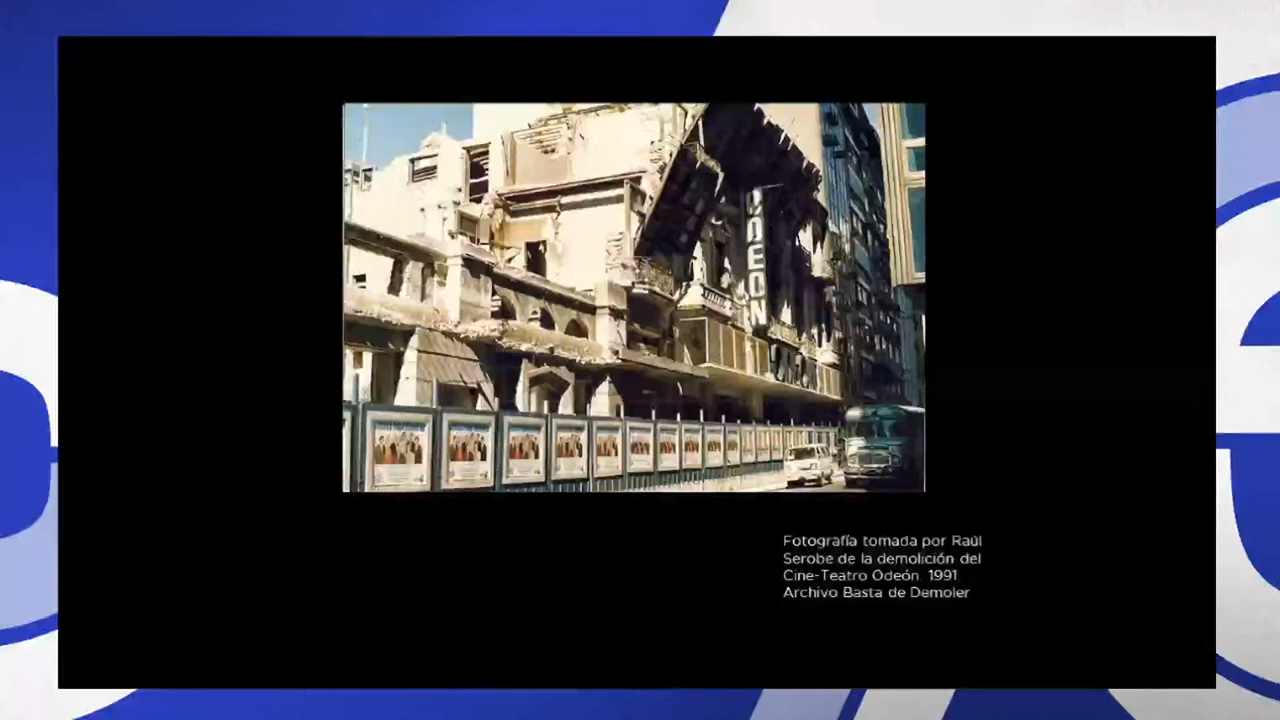 ODEON
Fotografía tomada por Raúl
Serobe de la demolición del
Cine-Teatro Odeón. 1991
Archivo Basta de Demoler